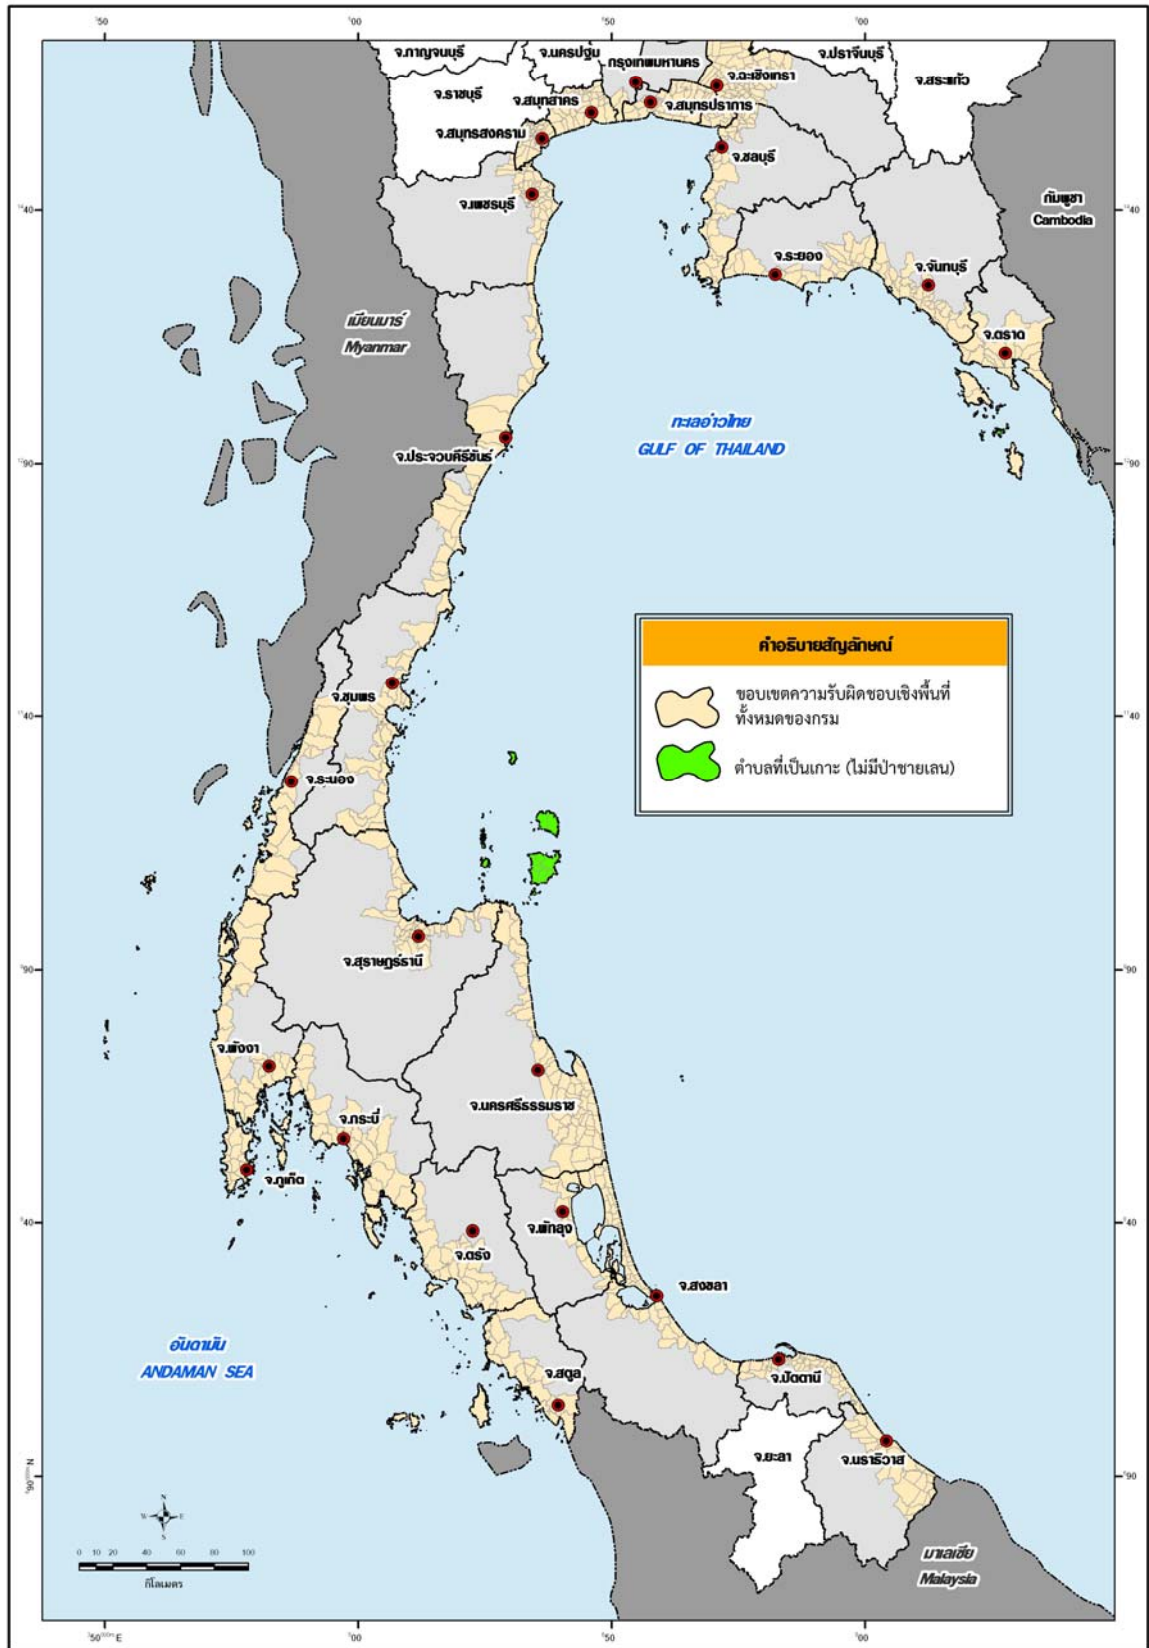 ⁵50
⁶00
⁶50
⁷00
จ.กาญจนบุรี
จ.นครปฐม
กรุงเทพมหานคร
จ.ปราจีนบุรี
จ.ฉะเชิงเทรา
จ.สระแก้ว
จ.ราชบุรี
จ.สมุทสาคร
จ.สมุทรปราการ
จ.สมุทรสงคราม
จ.ชลบุรี
จ.เพชรบุรี
กัมพูชา
Cambodia
จ.ระยอง
จ.จันทบุรี
จ.ตราด
เมียนมาร์
Myanmar
ทะเลอ่าวไทย
GULF OF THAILAND
จ.ประจวบคีรีขันธ์
คำอธิบายสัญลักษณ์
ขอบเขตความรับผิดชอบเชิงพื้นที่
ทั้งหมดของกรม
ตำบลที่เป็นเกาะ (ไม่มีป่าชายเลน)
จ.ชุมพร
จ.ระนอง
จ.สุราษฎร์ธานี
จ.พังงา
จ.นครศรีธรรมราช
จ.กระบี่
จ.ภูเก็ต
จ.พัทลุง
จ.ตรัง
จ.สงขลา
อันดามัน
ANDAMAN SEA
จ.สตูล
จ.ปัตตานี
จ.ยะลา
จ.นราธิวาส
มาเลเซีย
Malaysia
N
W E
S
0 10 20 40 60 80 100
กิโลเมตร
⁵50⁰⁰⁰ᵐ E
⁶00
⁶50
⁷00